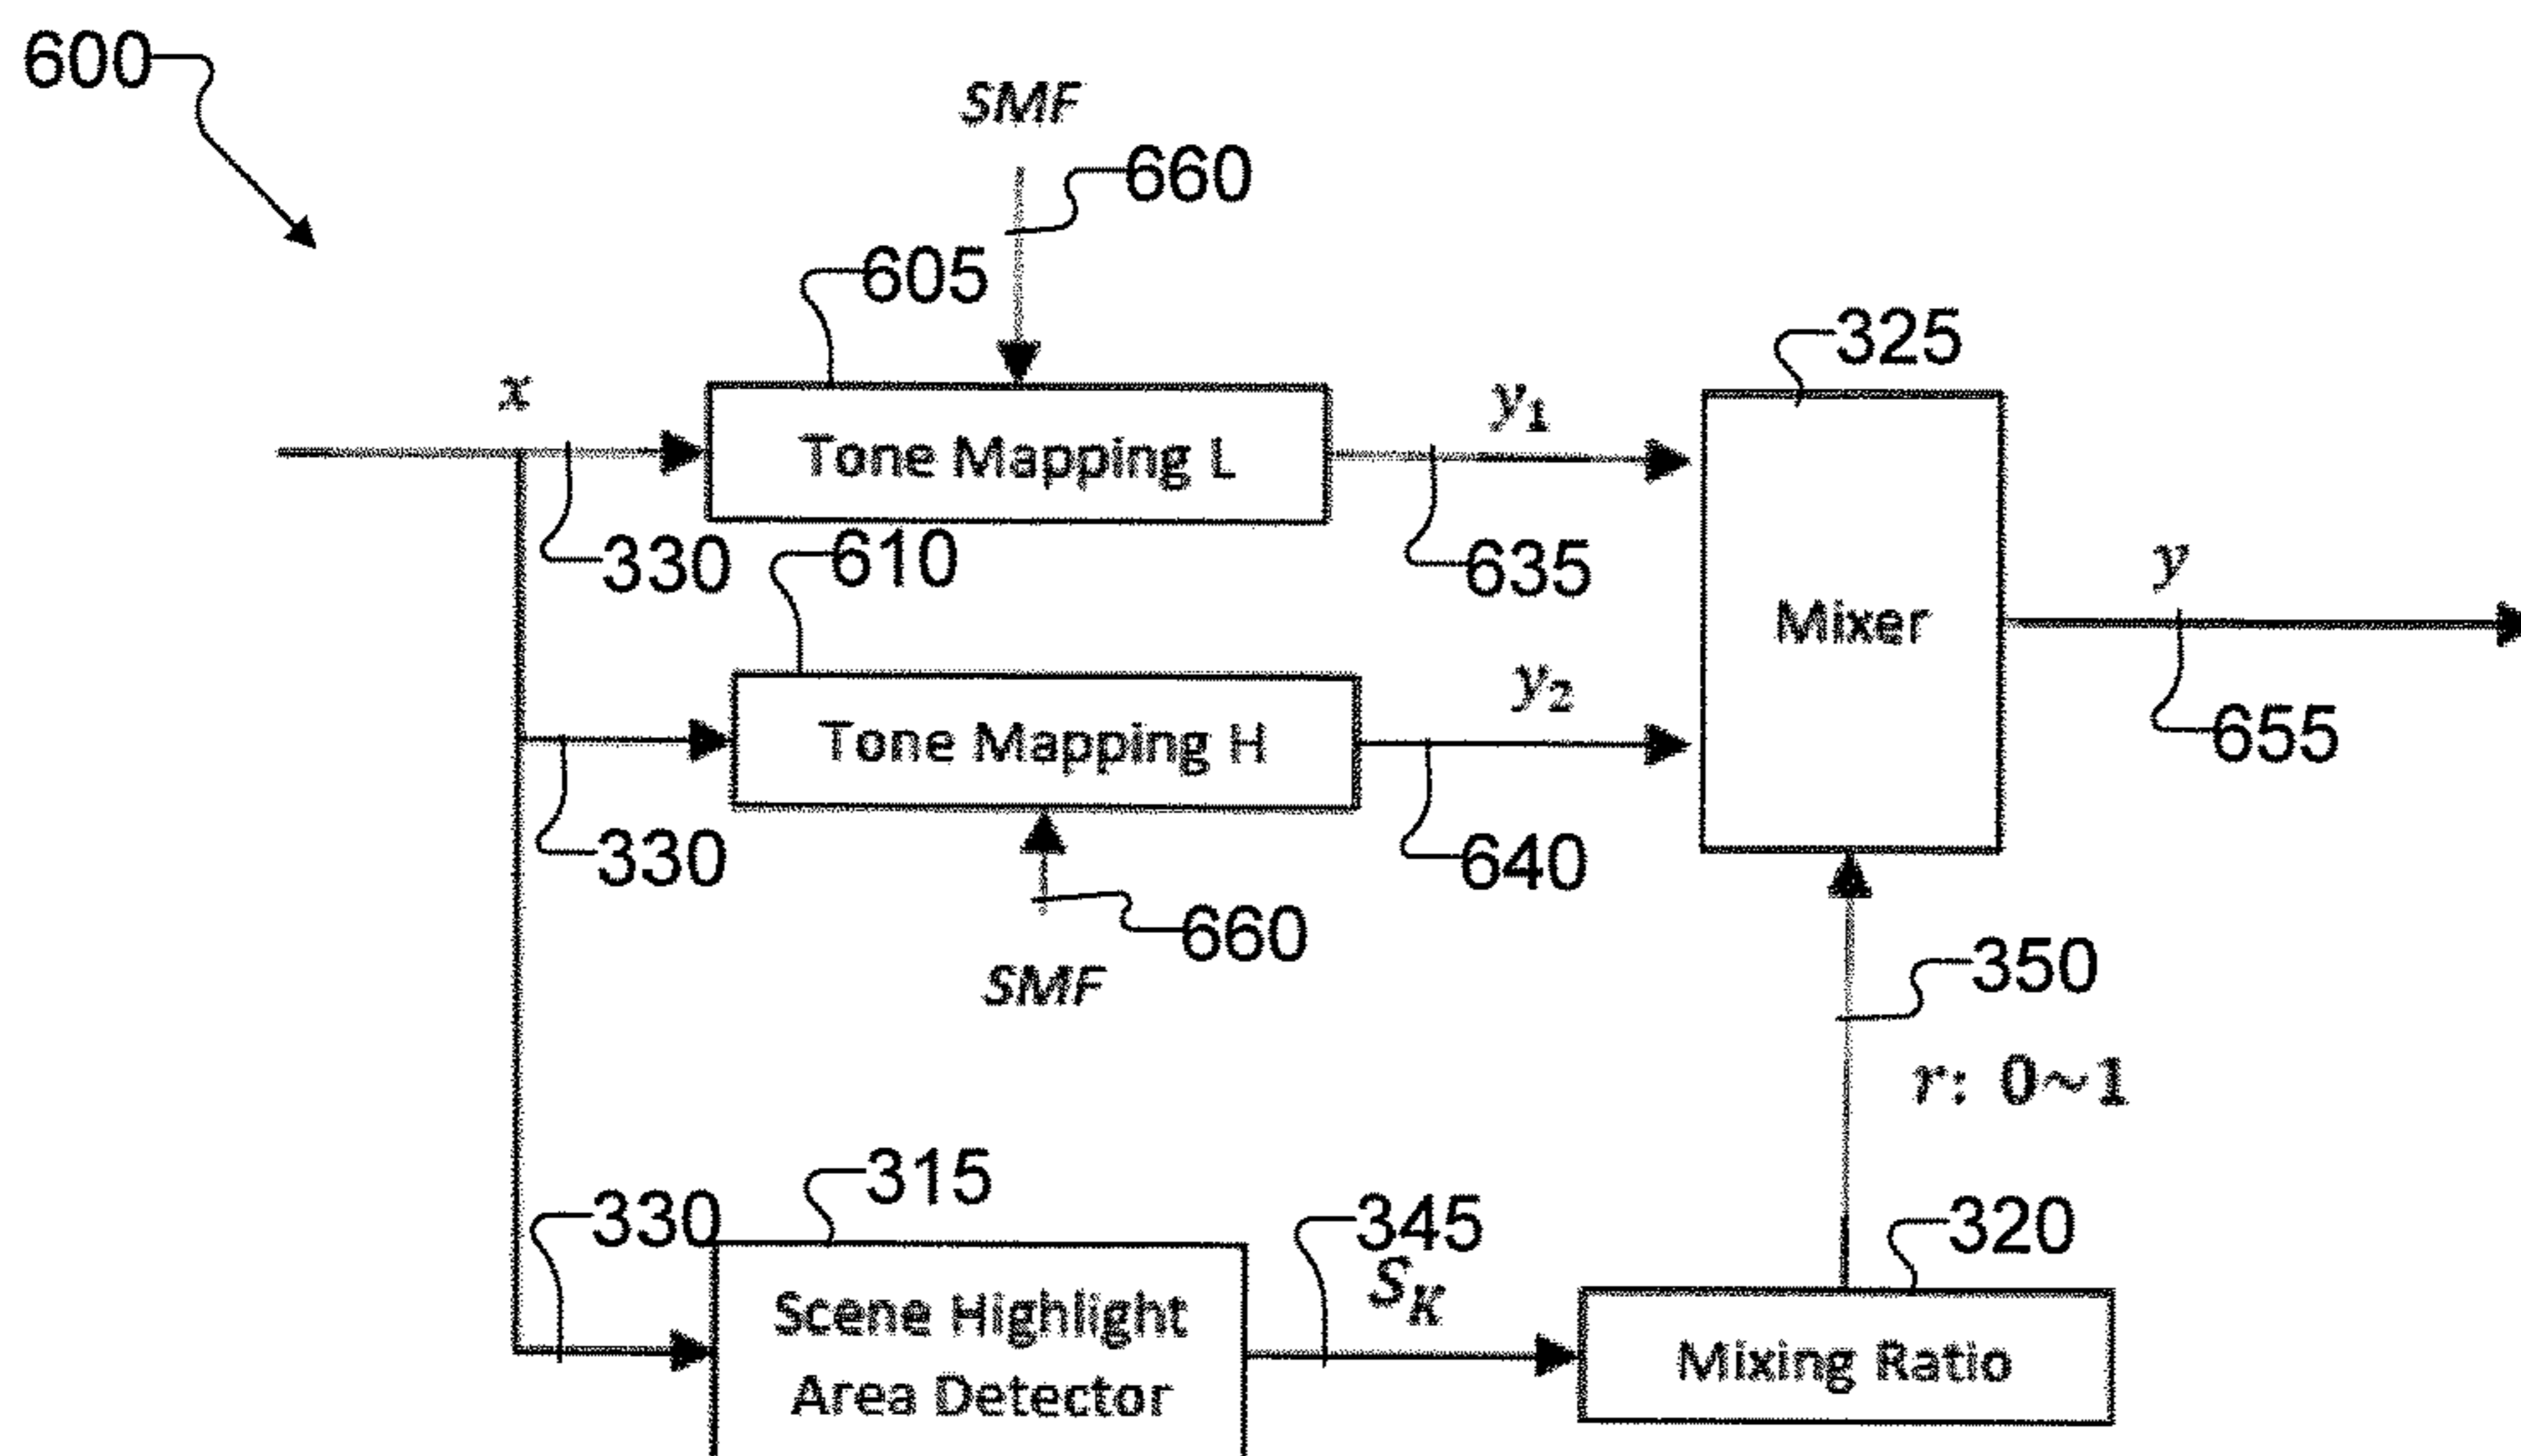 600
SMF
660
605
325
x
Tone Mapping L
y₁
330
610
635
Mixer
y
Tone Mapping H
y₂
655
330
660
640
SMF
350
r: 0~1
315
330
345
320
Scene Highlight
Area Detector
S_K
Mixing Ratio